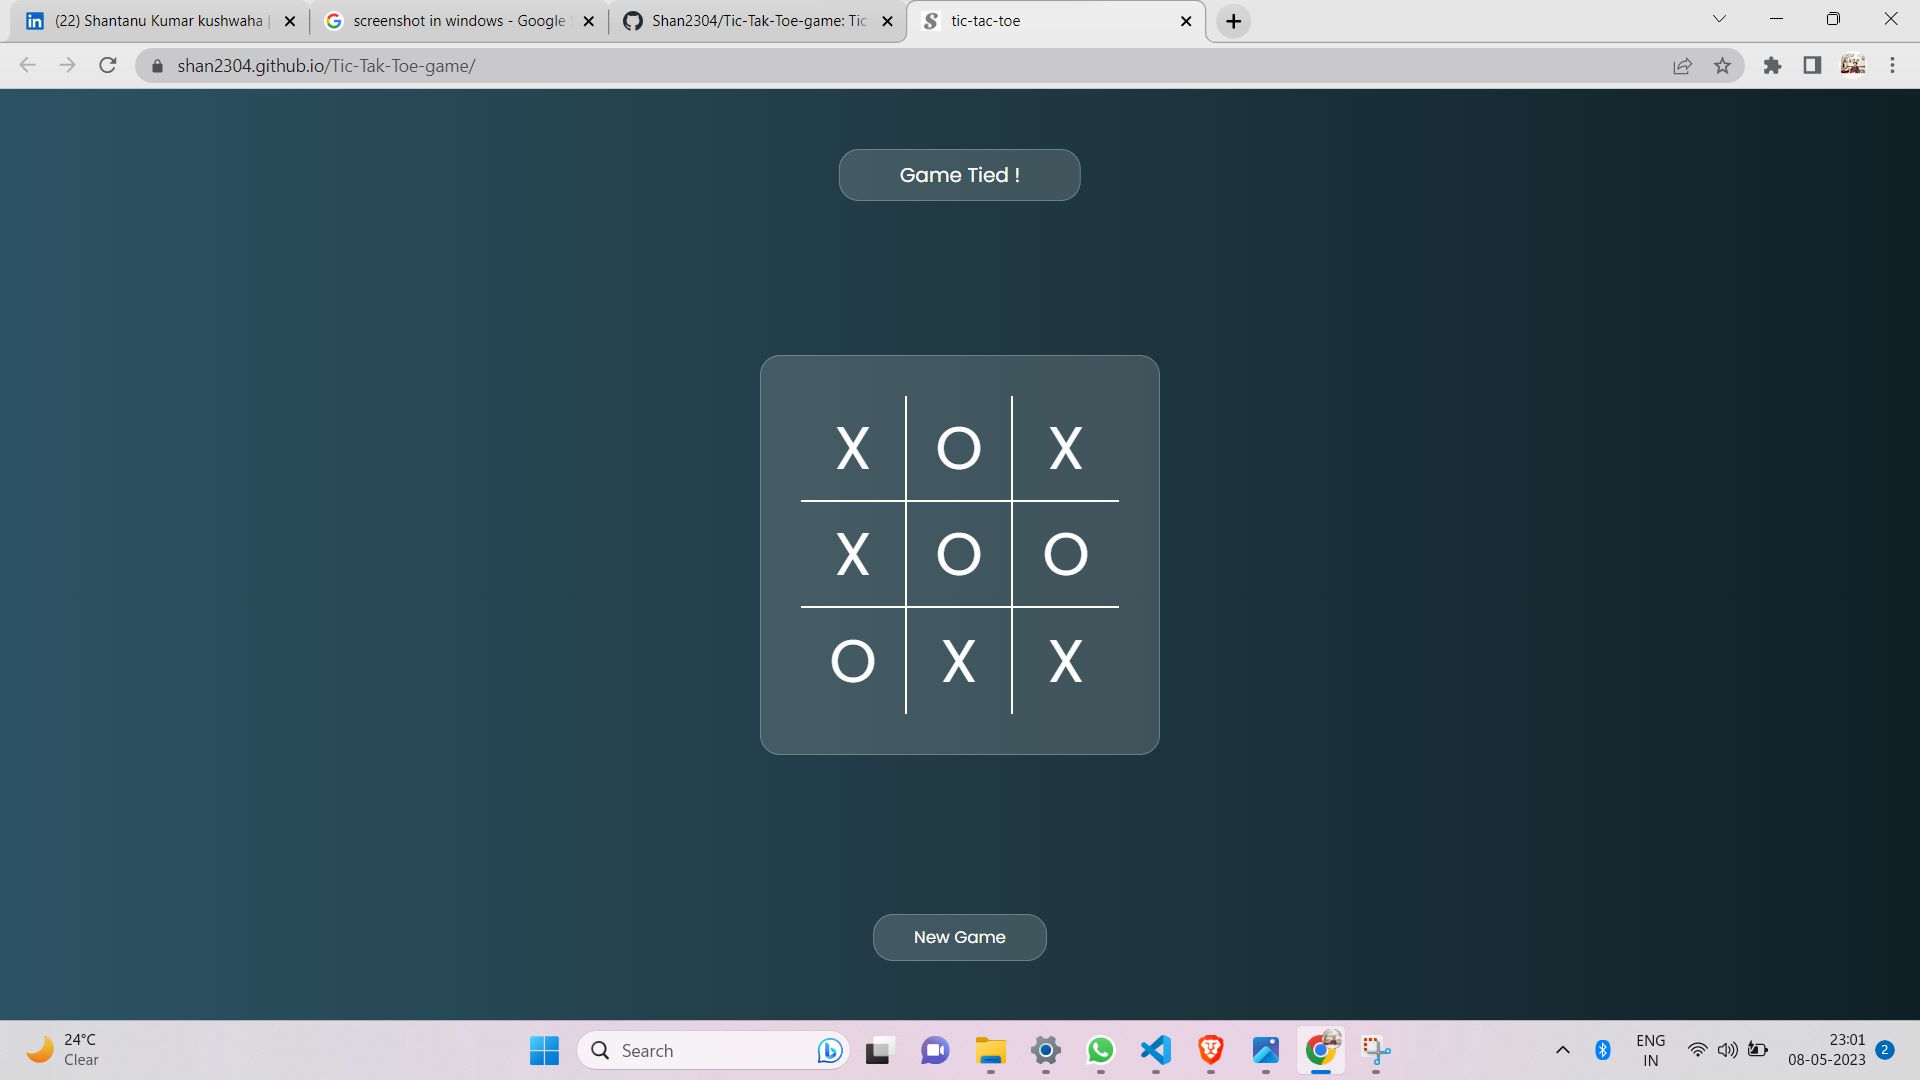 (22) Shantanu Kumar kushwaha |
screenshot in windows - Google
Shan2304/Tic-Tak-Toe-game: Tic
tic-tac-toe
shan2304.github.io/Tic-Tak-Toe-game/
Game Tied !
X O X
X O O
O X X
New Game
24°C
Clear
Search
ENG
IN
23:01
08-05-2023
2